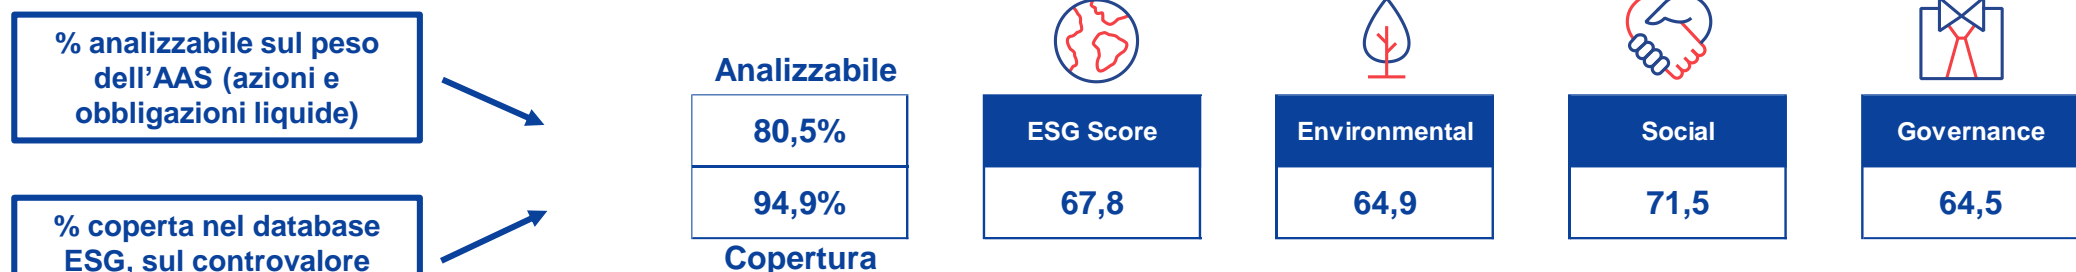 % analizzabile sul peso
dell’AAS (azioni e
obbligazioni liquide)
% coperta nel database
ESG, sul controvalore
Analizzabile
80,5%
94,9%
Copertura
ESG Score
67,8
Environmental
64,9
Social
71,5
Governance
64,5